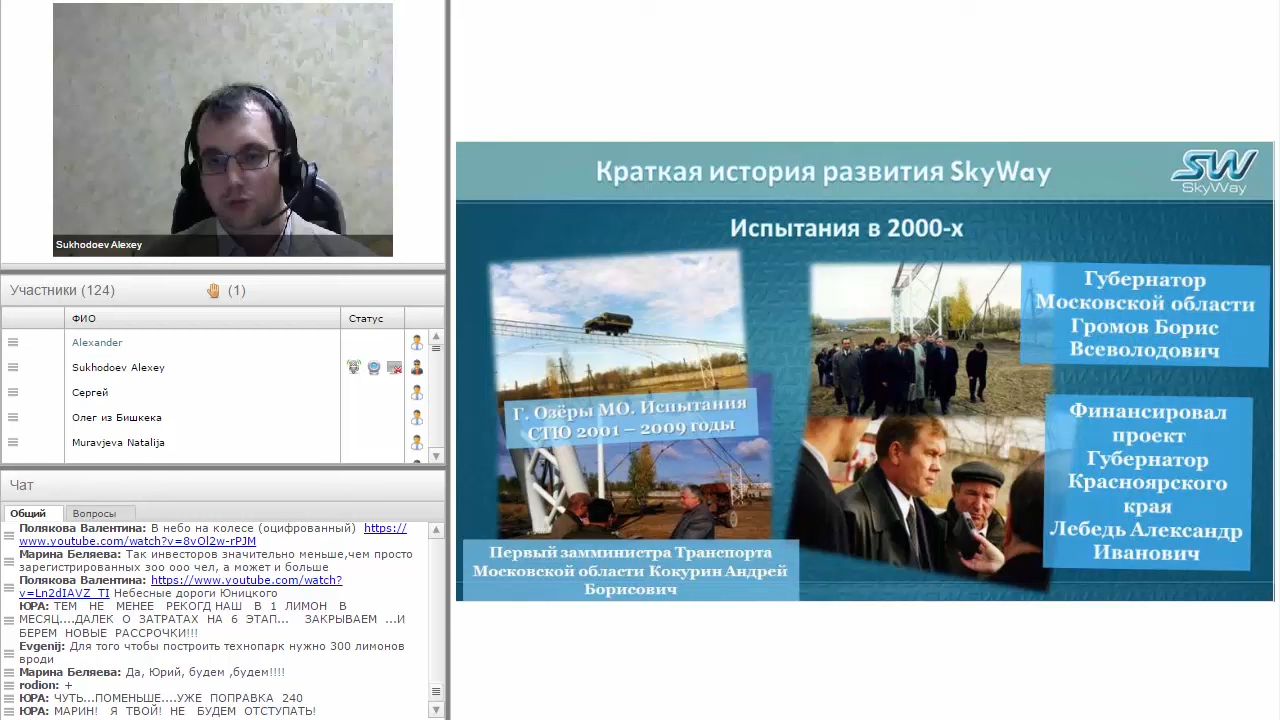 Sukhodoev Alexey
Участники (124)
(1)
ФИО
Статус
Alexander
Sukhodoev Alexey
Сергей
Олег из Бишкека
Muravjeva Natalija
Чат
Общий
Вопросы
Полякова Валентина: В небо на колесе (оцифрованный) https://
www.youtube.com/watch?v=8vOl2w-rPJM
Марина Беляева: Так инвесторов значительно меньше,чем просто
зарегистрированных зоо ооо чел, а может и больше
Полякова Валентина: https://www.youtube.com/watch?
v=Ln2dIAVZ_TI Небесные дороги Юницкого
ЮРА: ТЕМ НЕ МЕНЕЕ РЕКОГД НАШ В 1 ЛИМОН В
МЕСЯЦ....ДАЛЕК О ЗАТРАТАХ НА 6 ЭТАП... ЗАКРЫВАЕМ ...И
БЕРЕМ НОВЫЕ РАССРОЧКИ!!!
Evgenij: Для того чтобы построить технопарк нужно 300 лимонов
вроди
Марина Беляева: Да, Юрий, будем ,будем!!!!
rodion: +
ЮРА: ЧУТЬ...ПОМЕНЬШЕ....УЖЕ ПОПРАВКА 240
ЮРА: МАРИН! Я ТВОЙ! НЕ БУДЕМ ОТСТУПАТЬ!
Краткая история развития SkyWay
SW
SkyWay
Испытания в 2000-х
Г. Озёры МО. Испытания
СТЮ 2001 – 2009 годы
Первый замминистра Транспорта
Московской области Кокурин Андрей
Борисович
Губернатор
Московской области
Громов Борис
Всеволодович
Финансировал
проект
Губернатор
Красноярского
края
Лебедь Александр
Иванович